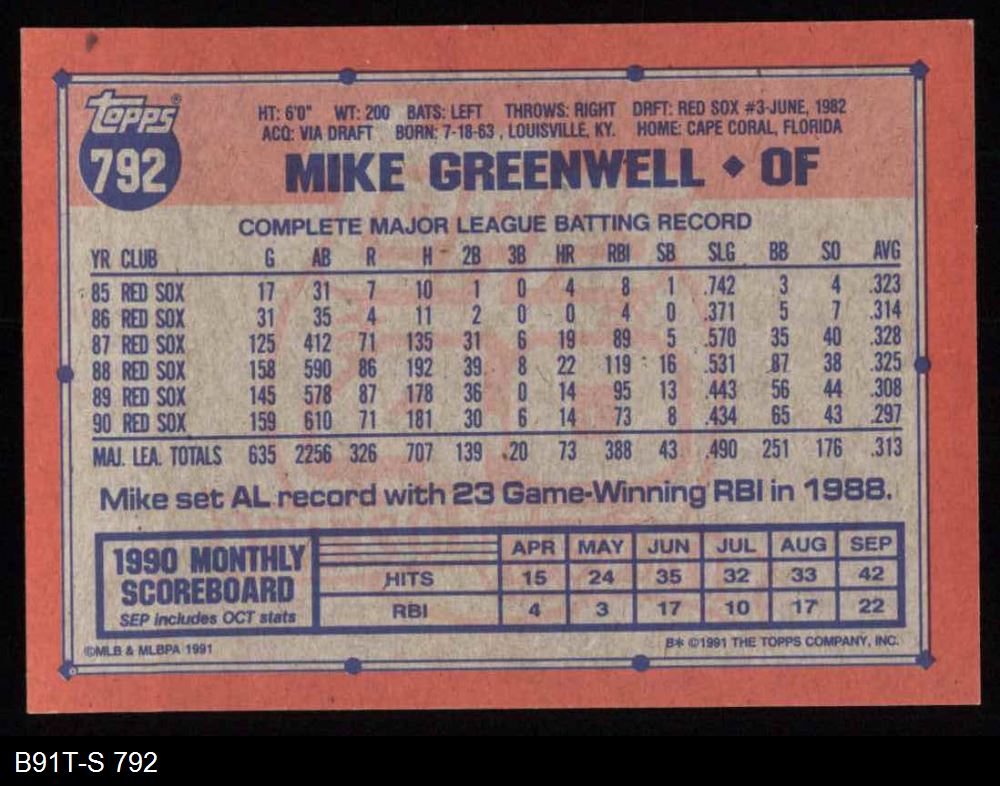 Topps®
792
HT: 6'0" WT: 200 BATS: LEFT THROWS: RIGHT DRFT: RED SOX #3-JUNE, 1982
ACQ: VIA DRAFT BORN: 7-18-63, LOUISVILLE, KY. HOME: CAPE CORAL, FLORIDA
MIKE GREENWELL ◆ OF
COMPLETE MAJOR LEAGUE BATTING RECORD
YR CLUB G AB R H 2B 3B HR RBI SB SLG BB SO AVG
85 RED SOX 17 31 7 10 1 0 4 8 1 .742 3 4 .323
86 RED SOX 31 35 4 11 2 0 0 4 0 .371 5 7 .314
87 RED SOX 125 412 71 135 31 6 19 89 5 .570 35 40 .328
88 RED SOX 158 590 86 192 39 8 22 119 16 .531 87 38 .325
89 RED SOX 145 578 87 178 36 0 14 95 13 .443 56 44 .308
90 RED SOX 159 610 71 181 30 6 14 73 8 .434 65 43 .297
MAJ. LEA. TOTALS 635 2256 326 707 139 20 73 388 43 .490 251 176 .313
Mike set AL record with 23 Game-Winning RBI in 1988.
1990 MONTHLY SCOREBOARD
SEP includes OCT stats
APR MAY JUN JUL AUG SEP
HITS 15 24 35 32 33 42
RBI 4 3 17 10 17 22
©MLB & MLBPA 1991
B* ©1991 THE TOPPS COMPANY, INC.
B91T-S 792